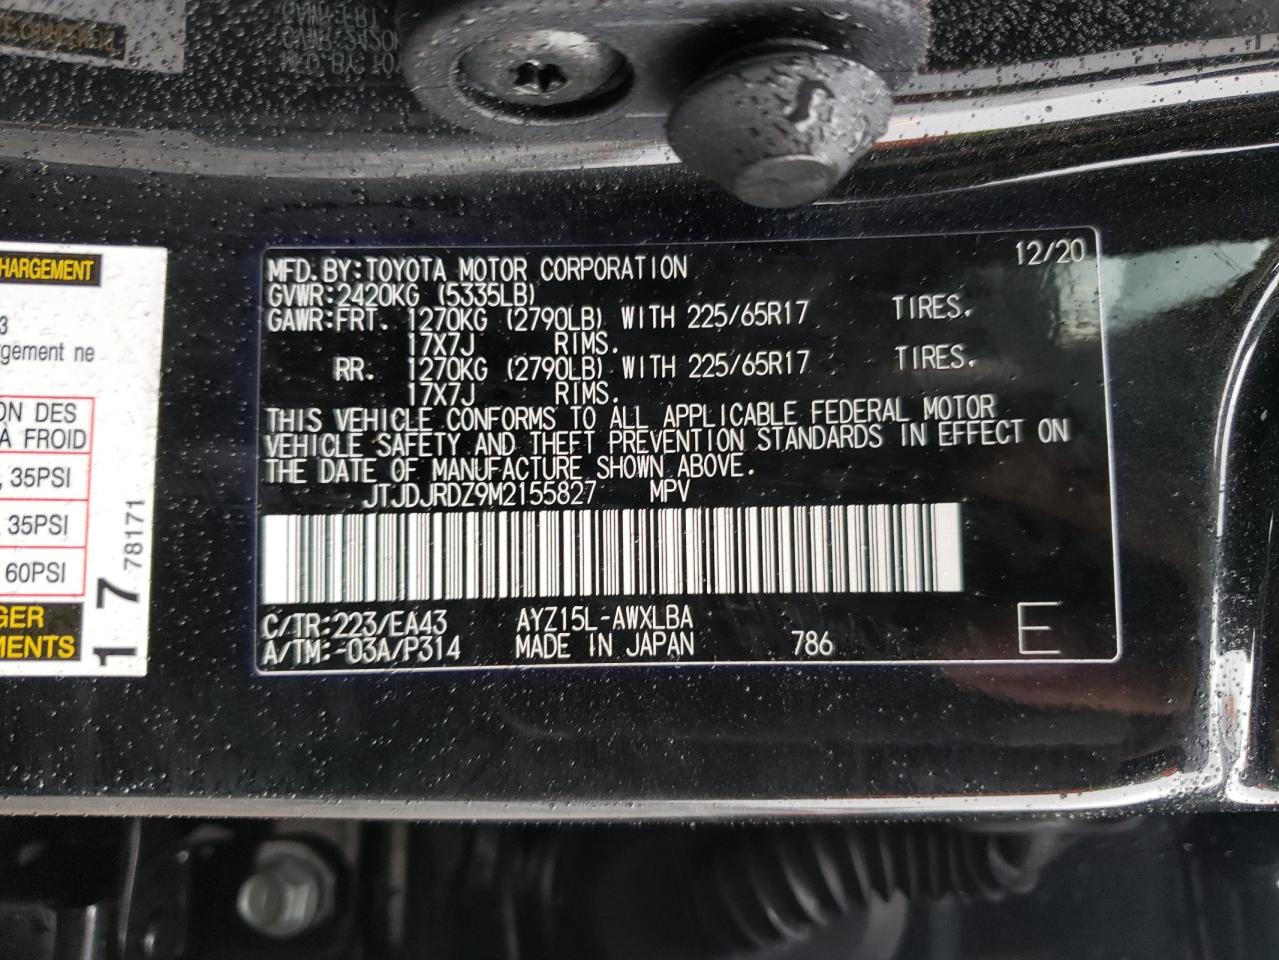 HARGEMENT
3
rgement ne
ON DES
A FROID
, 35PSI
, 35PSI
60PSI
GER
MENTS
1 7 78171
MFD.BY:TOYOTA MOTOR CORPORATION 12/20
GVWR:2420KG (5335LB)
GAWR:FRT. 1270KG (2790LB) WITH 225/65R17 TIRES.
17X7J RIMS.
RR. 1270KG (2790LB) WITH 225/65R17 TIRES.
17X7J RIMS.
THIS VEHICLE CONFORMS TO ALL APPLICABLE FEDERAL MOTOR
VEHICLE SAFETY AND THEFT PREVENTION STANDARDS IN EFFECT ON
THE DATE OF MANUFACTURE SHOWN ABOVE.
JTJDJRDZ9M2155827 MPV
C/TR:223/EA43 AYZ15L-AWXLBA
A/TM:-03A/P314 MADE IN JAPAN 786 E